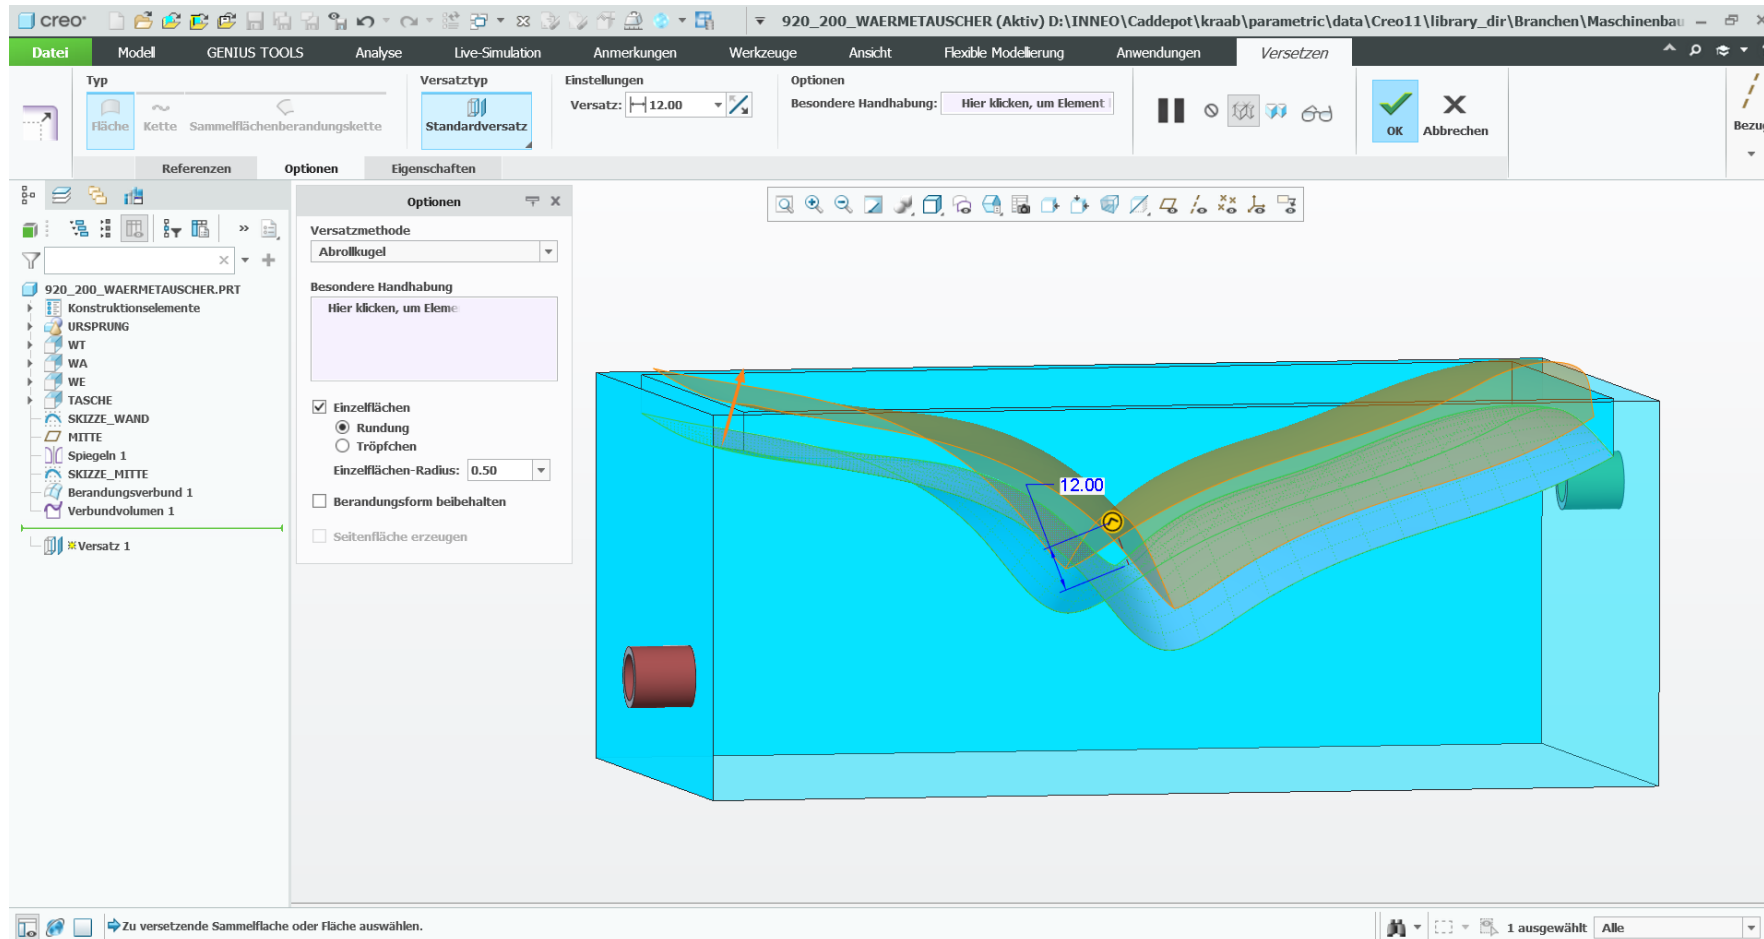 creo
920_200_WAERMETAUSCHER (Aktiv) D:\INNEO\Caddepot\kraab\parametric\data\Creo11\library_dir\Branchen\Maschinenbau
Datei Modell GENIUS TOOLS Analyse Live-Simulation Anmerkungen Werkzeuge Ansicht Flexible Modellierung Anwendungen Versetzen
Typ Versatztyp Einstellungen Optionen
Versatz: 12.00 Besondere Handhabung: Hier klicken, um Element
Fläche Kette Sammelflächenberandungskette Standardversatz OK Abbrechen
Referenzen Optionen Eigenschaften
Optionen
Versatzmethode
Abrollkugel
Besondere Handhabung
Hier klicken, um Eleme
Einzelflächen
Rundung
Tröpfchen
Einzelflächen-Radius: 0.50
Berandungsform beibehalten
Seitenfläche erzeugen
920_200_WAERMETAUSCHER.PRT
Konstruktionselemente
URSPRUNG
WT
WA
WE
TASCHE
SKIZZE_WAND
MITTE
Spiegeln 1
SKIZZE_MITTE
Berandungsverbund 1
Verbundvolumen 1
Versatz 1
12.00
Zu versetzende Sammelfläche oder Fläche auswählen.
1 ausgewählt Alle